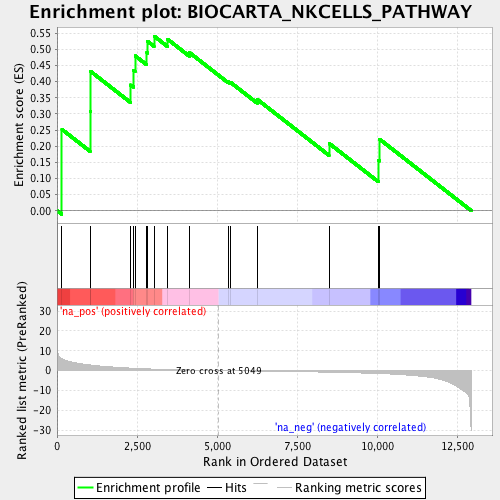 Enrichment plot: BIOCARTA_NKCELLS_PATHWAY
Enrichment score (ES)
0.55
0.50
0.45
0.40
0.35
0.30
0.25
0.20
0.15
0.10
0.05
0.00
Ranked list metric (PreRanked)
30
20
10
0
-10
-20
-30
'na_pos' (positively correlated)
Zero cross at 5049
'na_neg' (negatively correlated)
0
2,500
5,000
7,500
10,000
12,500
Rank in Ordered Dataset
Enrichment profile
Hits
Ranking metric scores